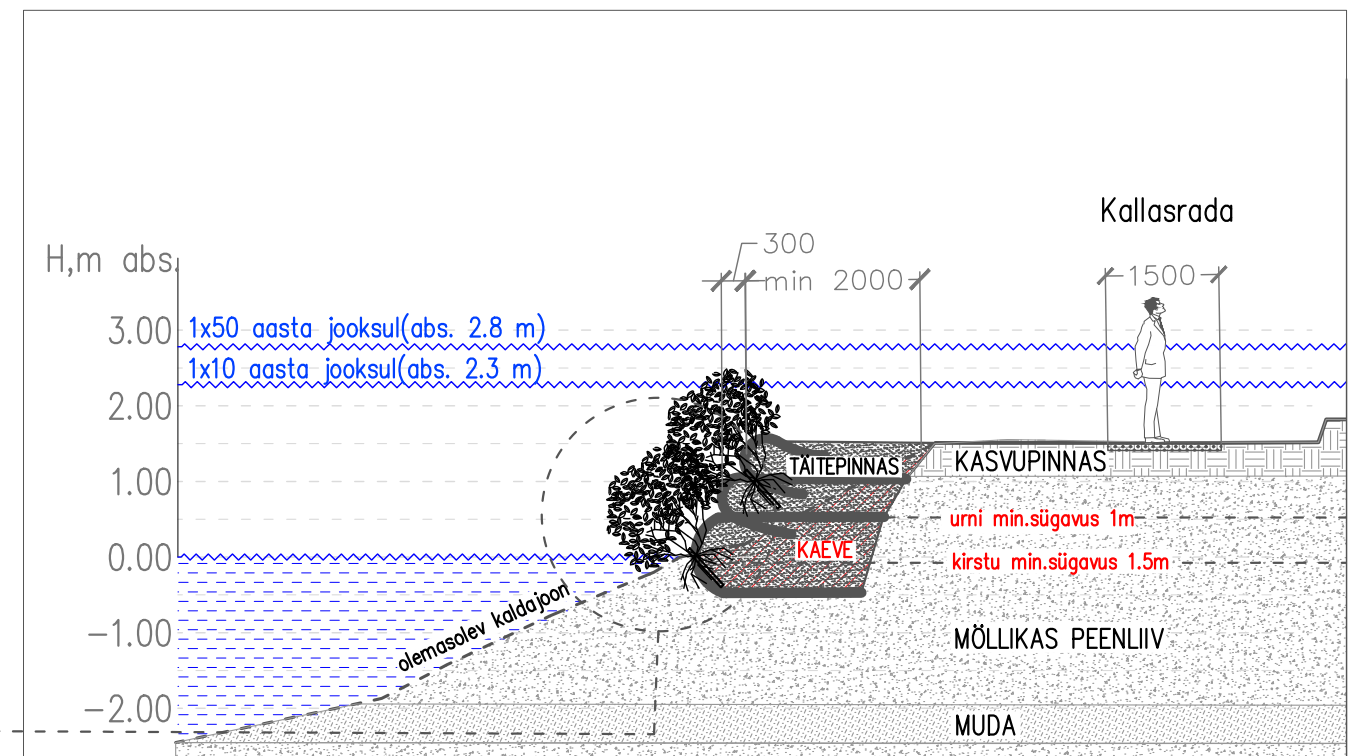 Kallasrada
300
H,m abs.
min 2000
1500
3.00
1x50 aasta jooksul(abs. 2.8 m)
1x10 aasta jooksul(abs. 2.3 m)
2.00
TÄITEPINNAS
KASVUPINNAS
1.00
urni min.sügavus 1m
KAEVE
0.00
kirstu min.sügavus 1.5m
olemasolev kaldajoon
-1.00
MÖLLIKAS PEENLIIV
-2.00
MUDA